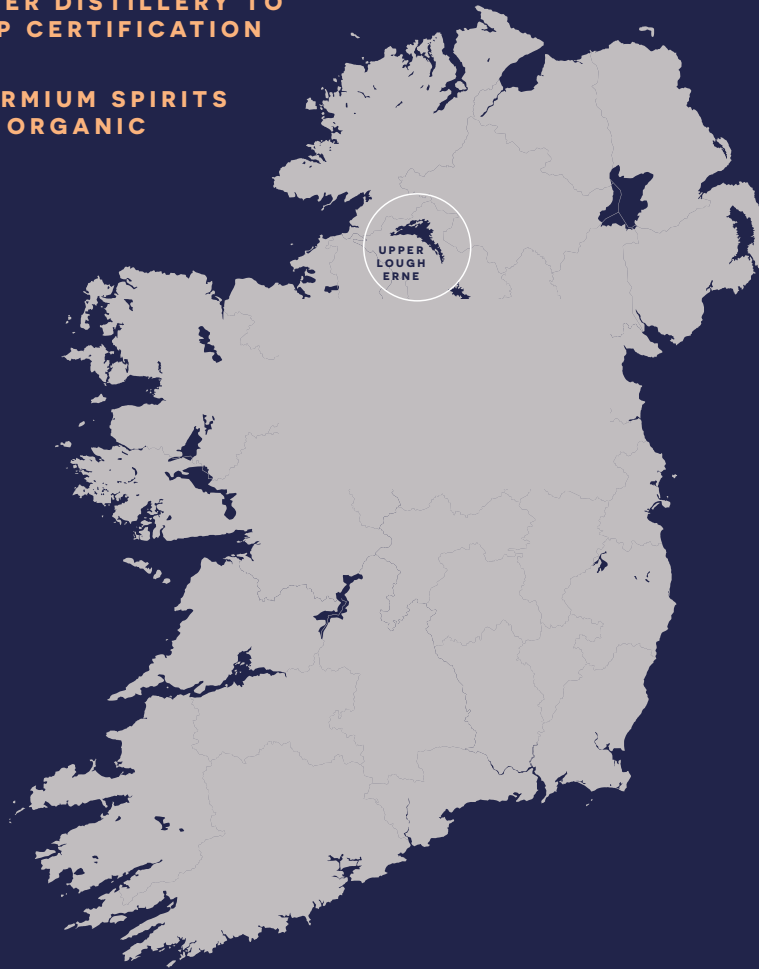 ER DISTILLERY TO
P CERTIFICATION
RMIUM SPIRITS
ORGANIC
UPPER
LOUGH
ERNE